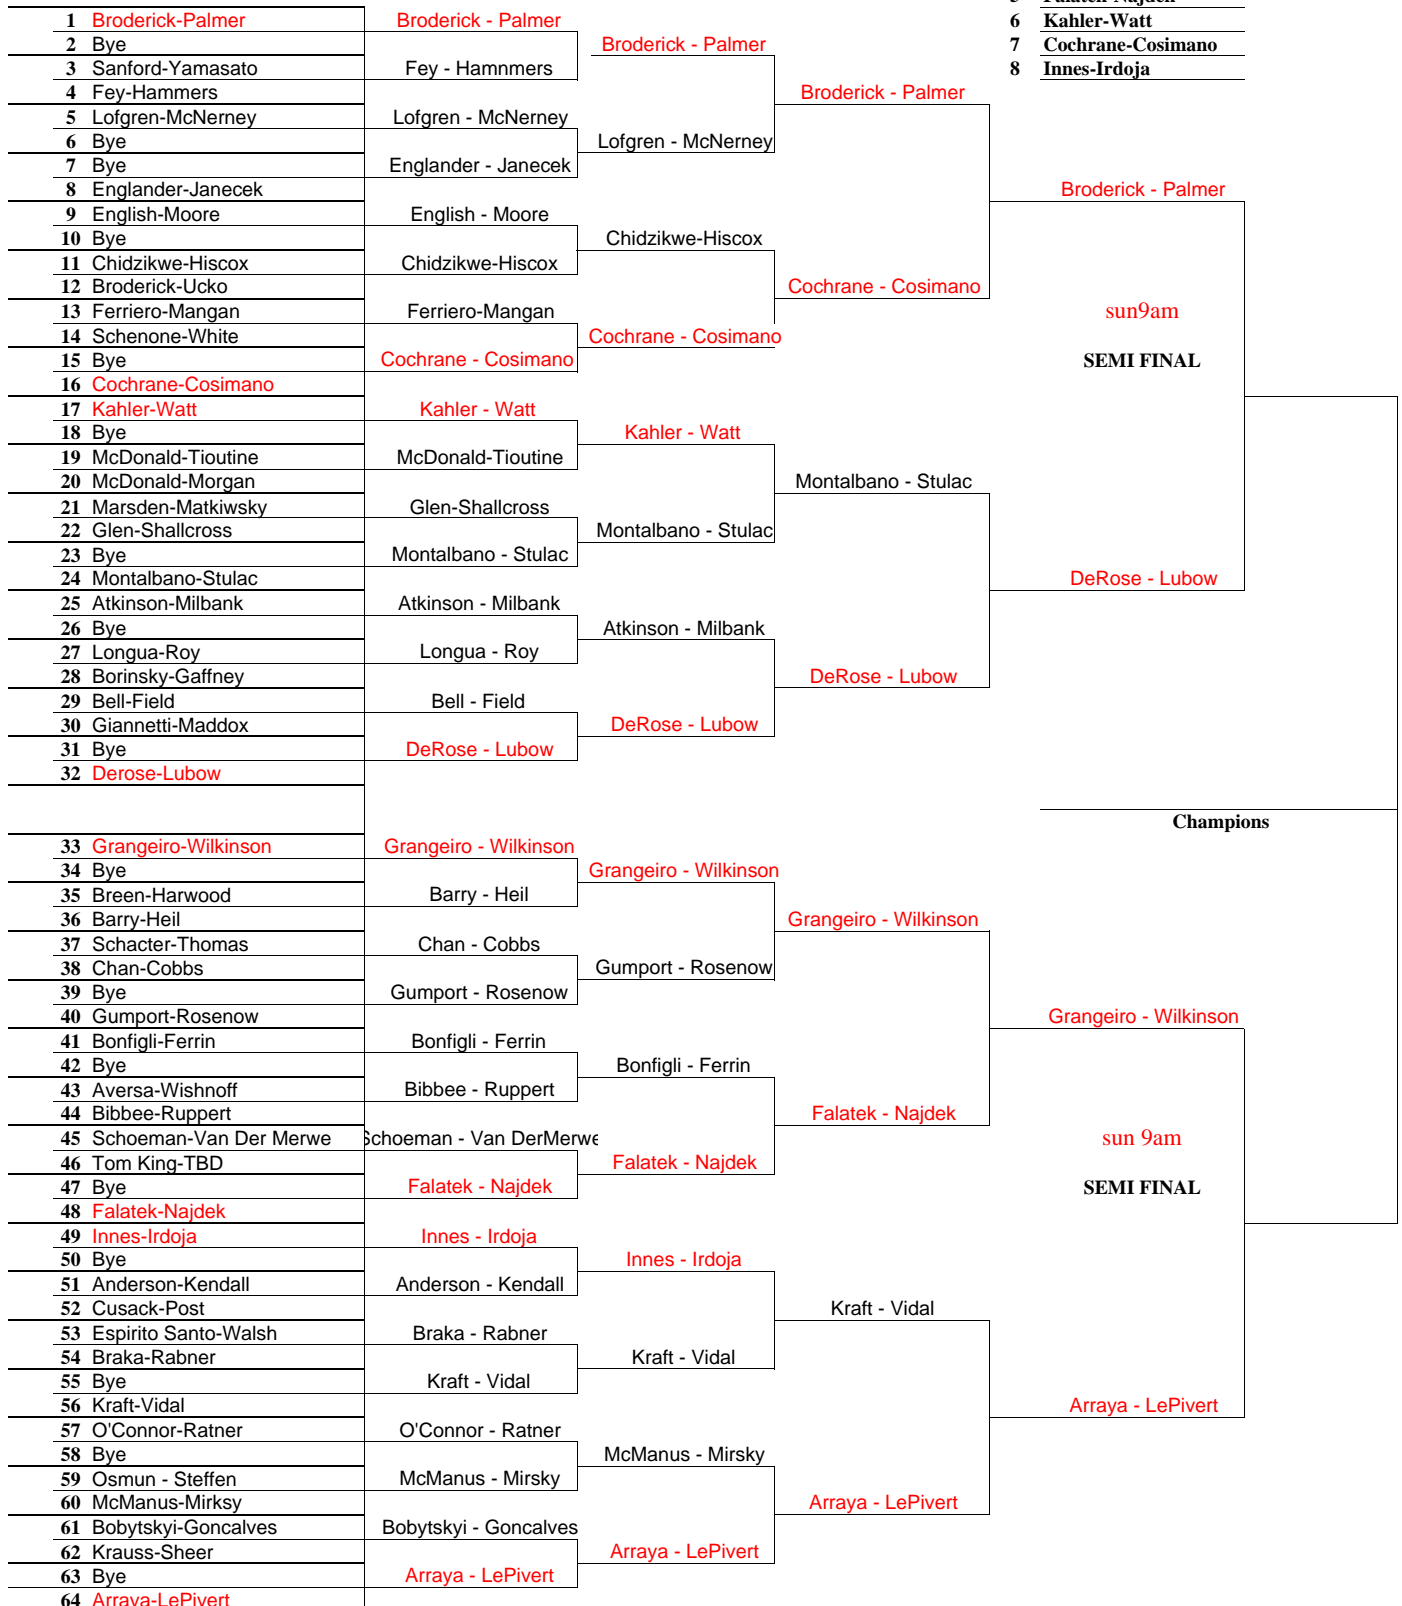 5 Falatek-Najdek
6 Kahler-Watt
7 Cochrane-Cosimano
8 Innes-Irdoja
1 Broderick-Palmer
2 Bye
3 Sanford-Yamasato
4 Fey-Hammers
5 Lofgren-McNerney
6 Bye
7 Bye
8 Englander-Janecek
9 English-Moore
10 Bye
11 Chidzikwe-Hiscox
12 Broderick-Ucko
13 Ferriero-Mangan
14 Schenone-White
15 Bye
16 Cochrane-Cosimano
17 Kahler-Watt
18 Bye
19 McDonald-Tioutine
20 McDonald-Morgan
21 Marsden-Matkiwsky
22 Glen-Shallcross
23 Bye
24 Montalbano-Stulac
25 Atkinson-Milbank
26 Bye
27 Longua-Roy
28 Borinsky-Gaffney
29 Bell-Field
30 Giannetti-Maddox
31 Bye
32 Derose-Lubow
33 Grangeiro-Wilkinson
34 Bye
35 Breen-Harwood
36 Barry-Heil
37 Schacter-Thomas
38 Chan-Cobbs
39 Bye
40 Gumport-Rosenow
41 Bonfigli-Ferrin
42 Bye
43 Aversa-Wishnoff
44 Bibbee-Ruppert
45 Schoeman-Van Der Merwe
46 Tom King-TBD
47 Bye
48 Falatek-Najdek
49 Innes-Irdoja
50 Bye
51 Anderson-Kendall
52 Cusack-Post
53 Espirito Santo-Walsh
54 Braka-Rabner
55 Bye
56 Kraft-Vidal
57 O'Connor-Ratner
58 Bye
59 Osmun - Steffen
60 McManus-Mirksy
61 Bobytskyi-Goncalves
62 Krauss-Sheer
63 Bye
64 Arraya-LePivert
Broderick - Palmer
Fey - Hamnmers
Lofgren - McNerney
Englander - Janecek
English - Moore
Chidzikwe-Hiscox
Ferriero-Mangan
Cochrane - Cosimano
Kahler - Watt
McDonald-Tioutine
Glen-Shallcross
Montalbano - Stulac
Atkinson - Milbank
Longua - Roy
Bell - Field
DeRose - Lubow
Grangeiro - Wilkinson
Barry - Heil
Chan - Cobbs
Gumport - Rosenow
Bonfigli - Ferrin
Bibbee - Ruppert
Schoeman - Van DerMerwe
Falatek - Najdek
Innes - Irdoja
Anderson - Kendall
Braka - Rabner
Kraft - Vidal
O'Connor - Ratner
McManus - Mirsky
Bobytskyi - Goncalves
Arraya - LePivert
Broderick - Palmer
Lofgren - McNerney
Chidzikwe-Hiscox
Cochrane - Cosimano
Kahler - Watt
Montalbano - Stulac
Atkinson - Milbank
DeRose - Lubow
Grangeiro - Wilkinson
Gumport - Rosenow
Bonfigli - Ferrin
Falatek - Najdek
Innes - Irdoja
Kraft - Vidal
McManus - Mirsky
Arraya - LePivert
Broderick - Palmer
Cochrane - Cosimano
Montalbano - Stulac
DeRose - Lubow
Grangeiro - Wilkinson
Falatek - Najdek
Kraft - Vidal
Arraya - LePivert
Broderick - Palmer
sun9am
SEMI FINAL
DeRose - Lubow
Champions
Grangeiro - Wilkinson
sun 9am
SEMI FINAL
Arraya - LePivert